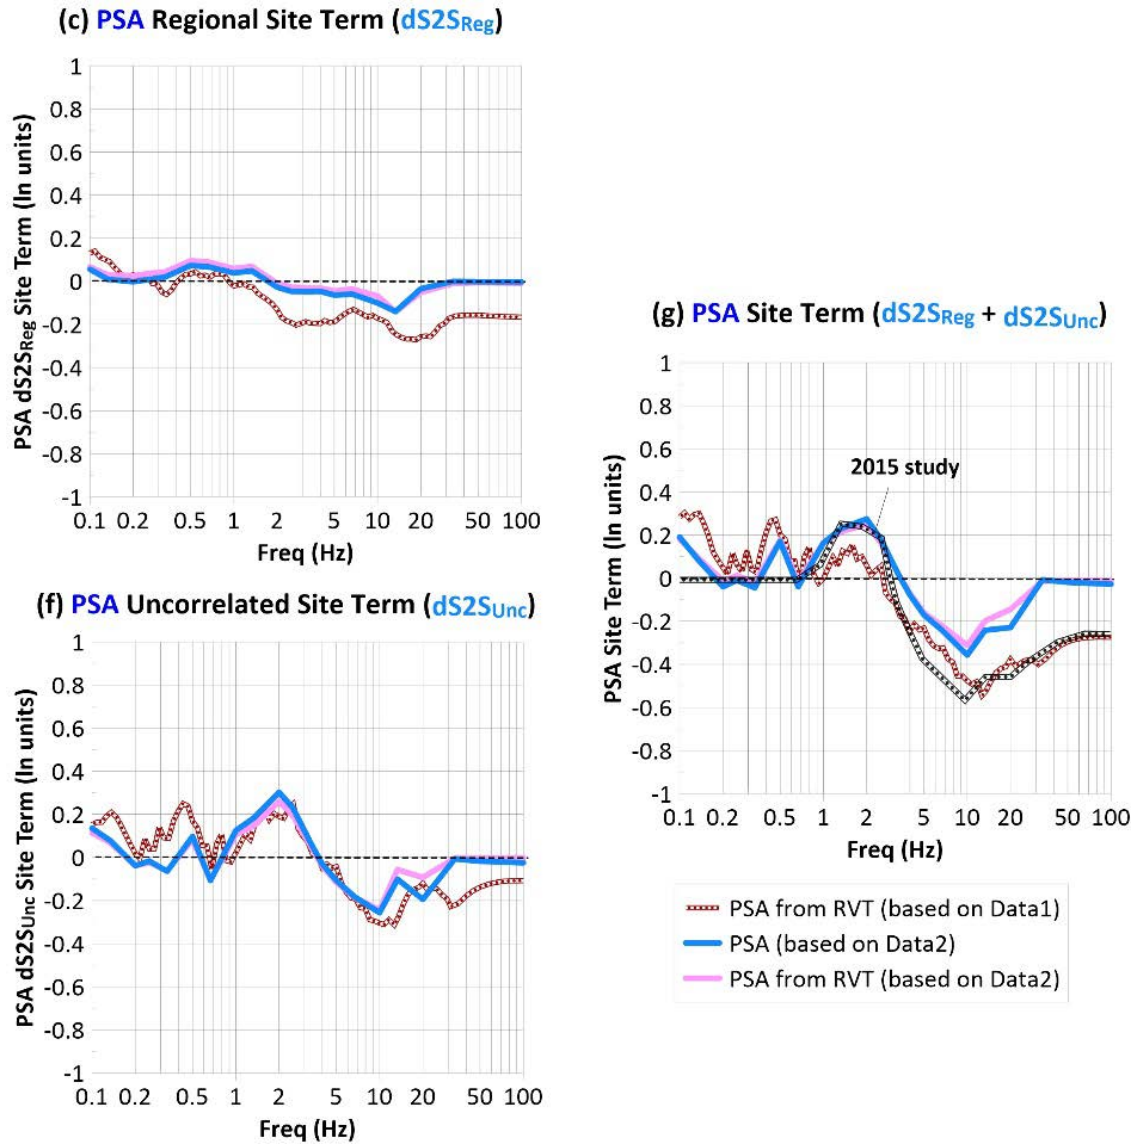 (c) PSA Regional Site Term (dS2SReg)
PSA dS2SReg Site Term (ln units)
1
0.8
0.6
0.4
0.2
0
-0.2
-0.4
-0.6
-0.8
-1
0.1 0.2 0.5 1 2 5 10 20 50 100
Freq (Hz)
(f) PSA Uncorrelated Site Term (dS2SUnc)
PSA dS2SUnc Site Term (ln units)
1
0.8
0.6
0.4
0.2
0
-0.2
-0.4
-0.6
-0.8
-1
0.1 0.2 0.5 1 2 5 10 20 50 100
Freq (Hz)
(g) PSA Site Term (dS2SReg + dS2SUnc)
PSA Site Term (ln units)
1
0.8
0.6
0.4
0.2
0
-0.2
-0.4
-0.6
-0.8
-1
2015 study
0.1 0.2 0.5 1 2 5 10 20 50 100
Freq (Hz)
PSA from RVT (based on Data1)
PSA (based on Data2)
PSA from RVT (based on Data2)